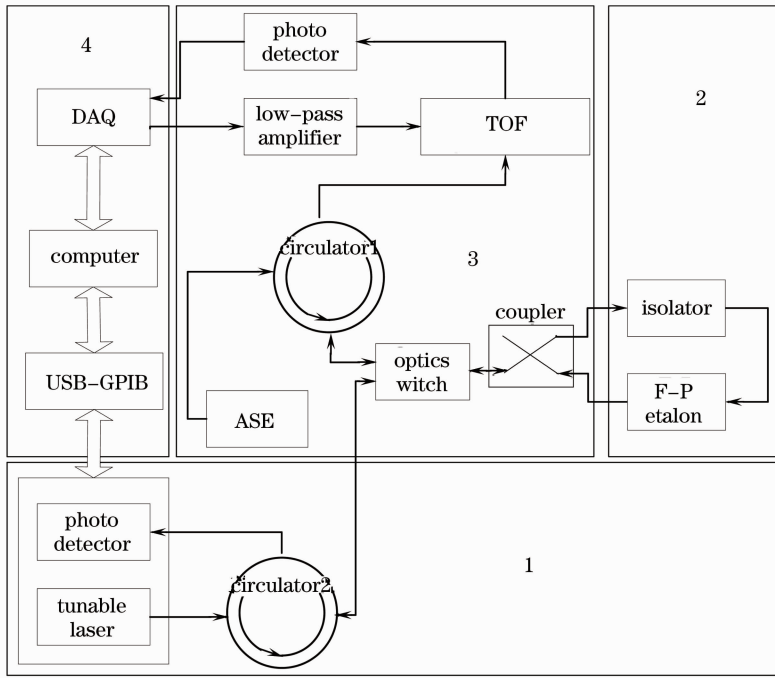 4
photo
detector
2
DAQ
low-pass
amplifier
TOF
circulator1
3
computer
coupler
isolator
optics
witch
USB-GPIB
F-P
etalon
ASE
photo
detector
1
circulator2
tunable
laser